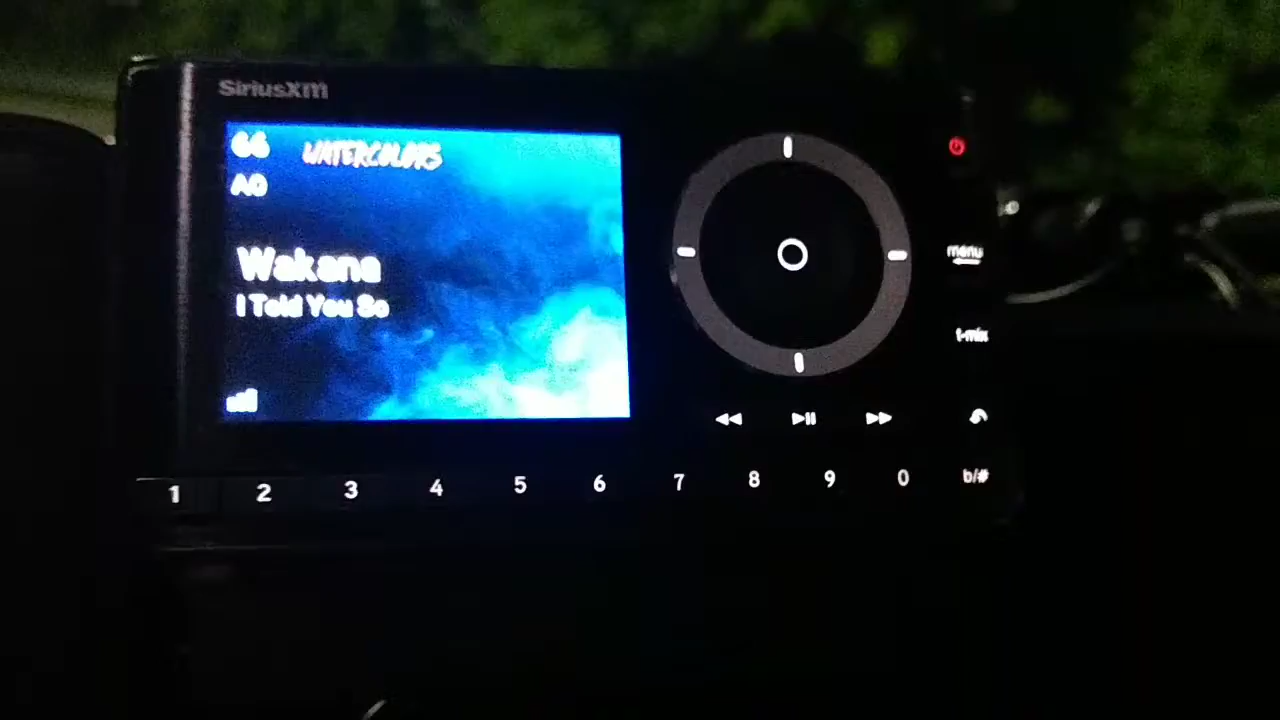 SiriusXM
66 WATERCOLORS
A0
Wakana
I Told You So
menu
t-mix
1 2 3 4 5 6 7 8 9 0 b/#